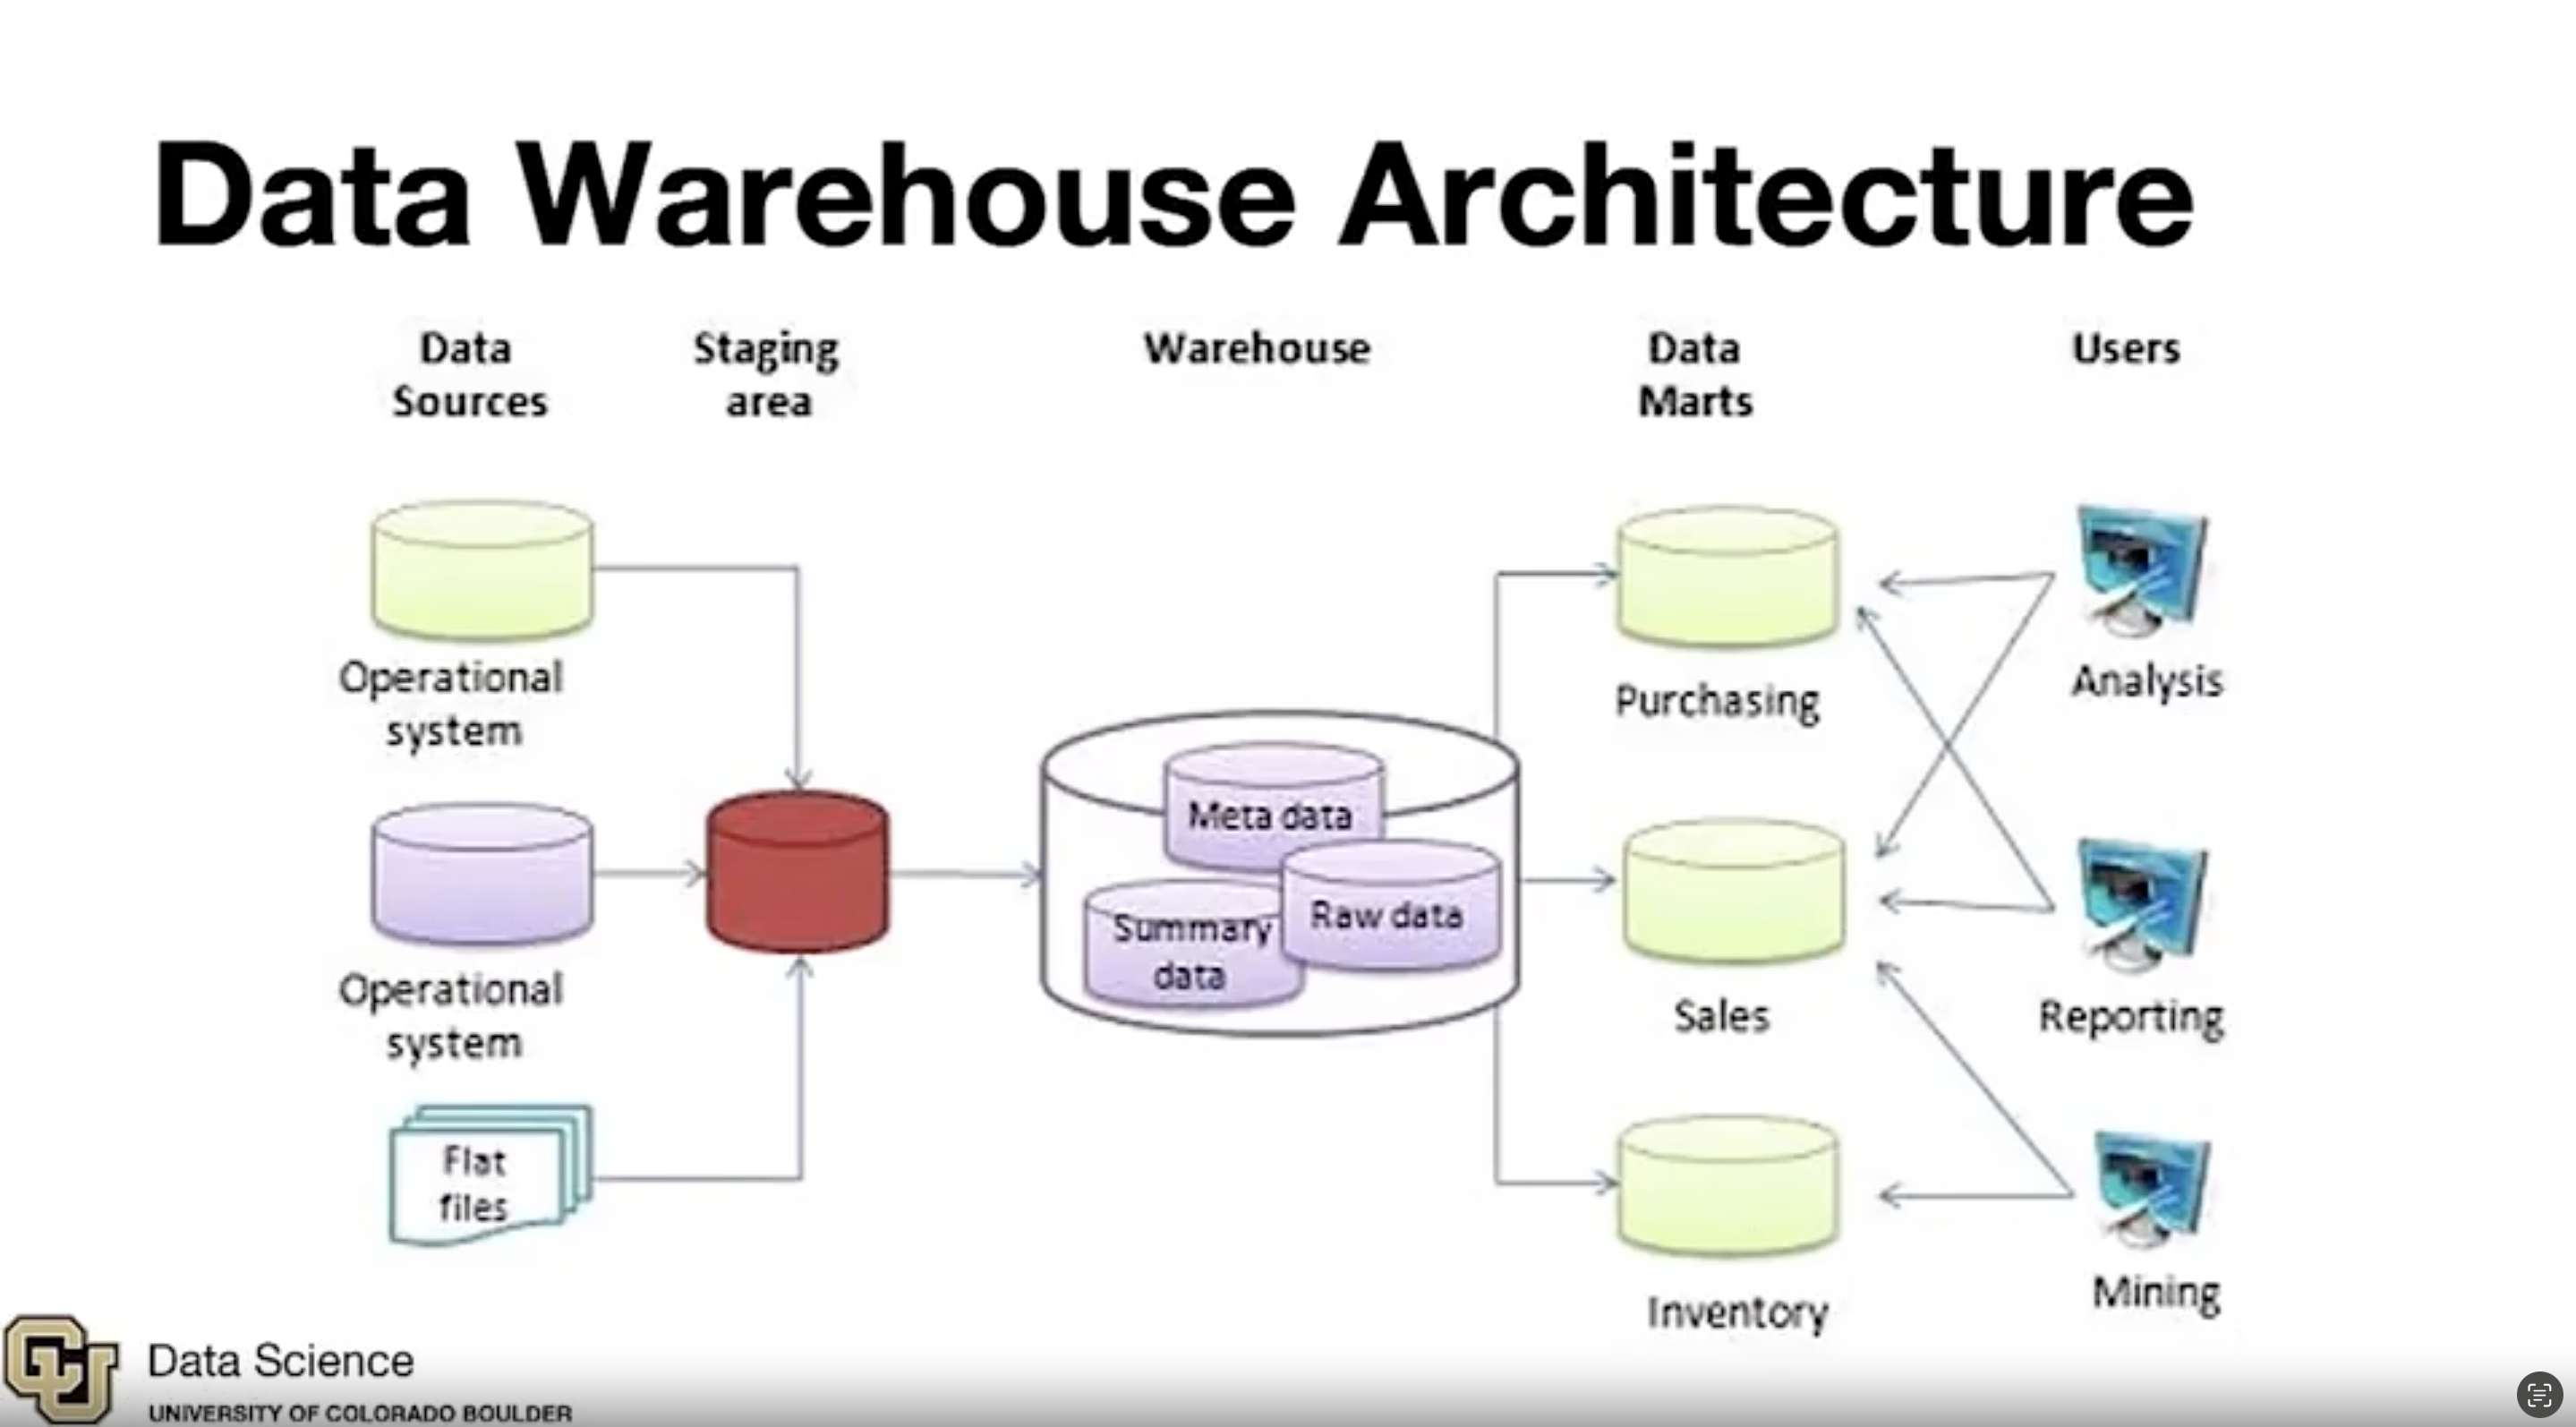 Data Warehouse Architecture
Data
Sources
Staging
area
Warehouse
Data
Marts
Users
Operational
system
Operational
system
Flat
files
Meta data
Summary
data
Raw data
Purchasing
Sales
Inventory
Analysis
Reporting
Mining
CU
Data Science
UNIVERSITY OF COLORADO BOULDER